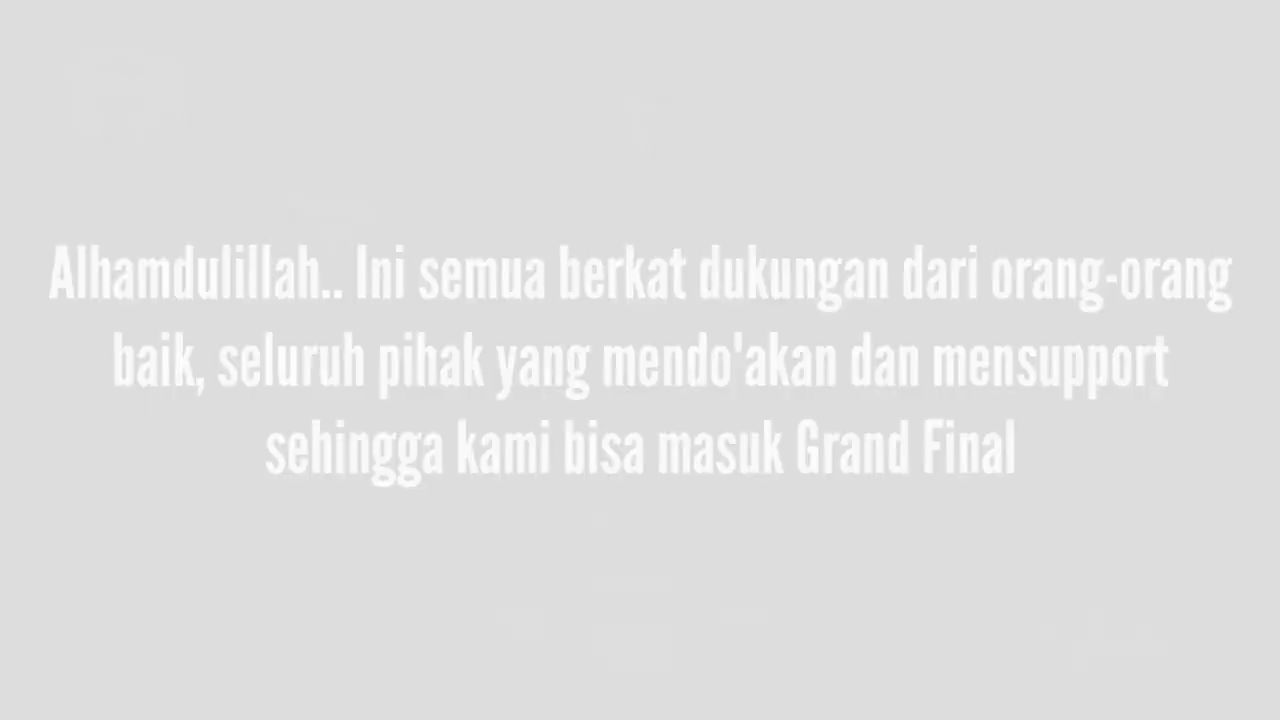 Alhamdulillah.. Ini semua berkat dukungan dari orang-orang
baik, seluruh pihak yang mendo'akan dan mensupport
sehingga kami bisa masuk Grand Final